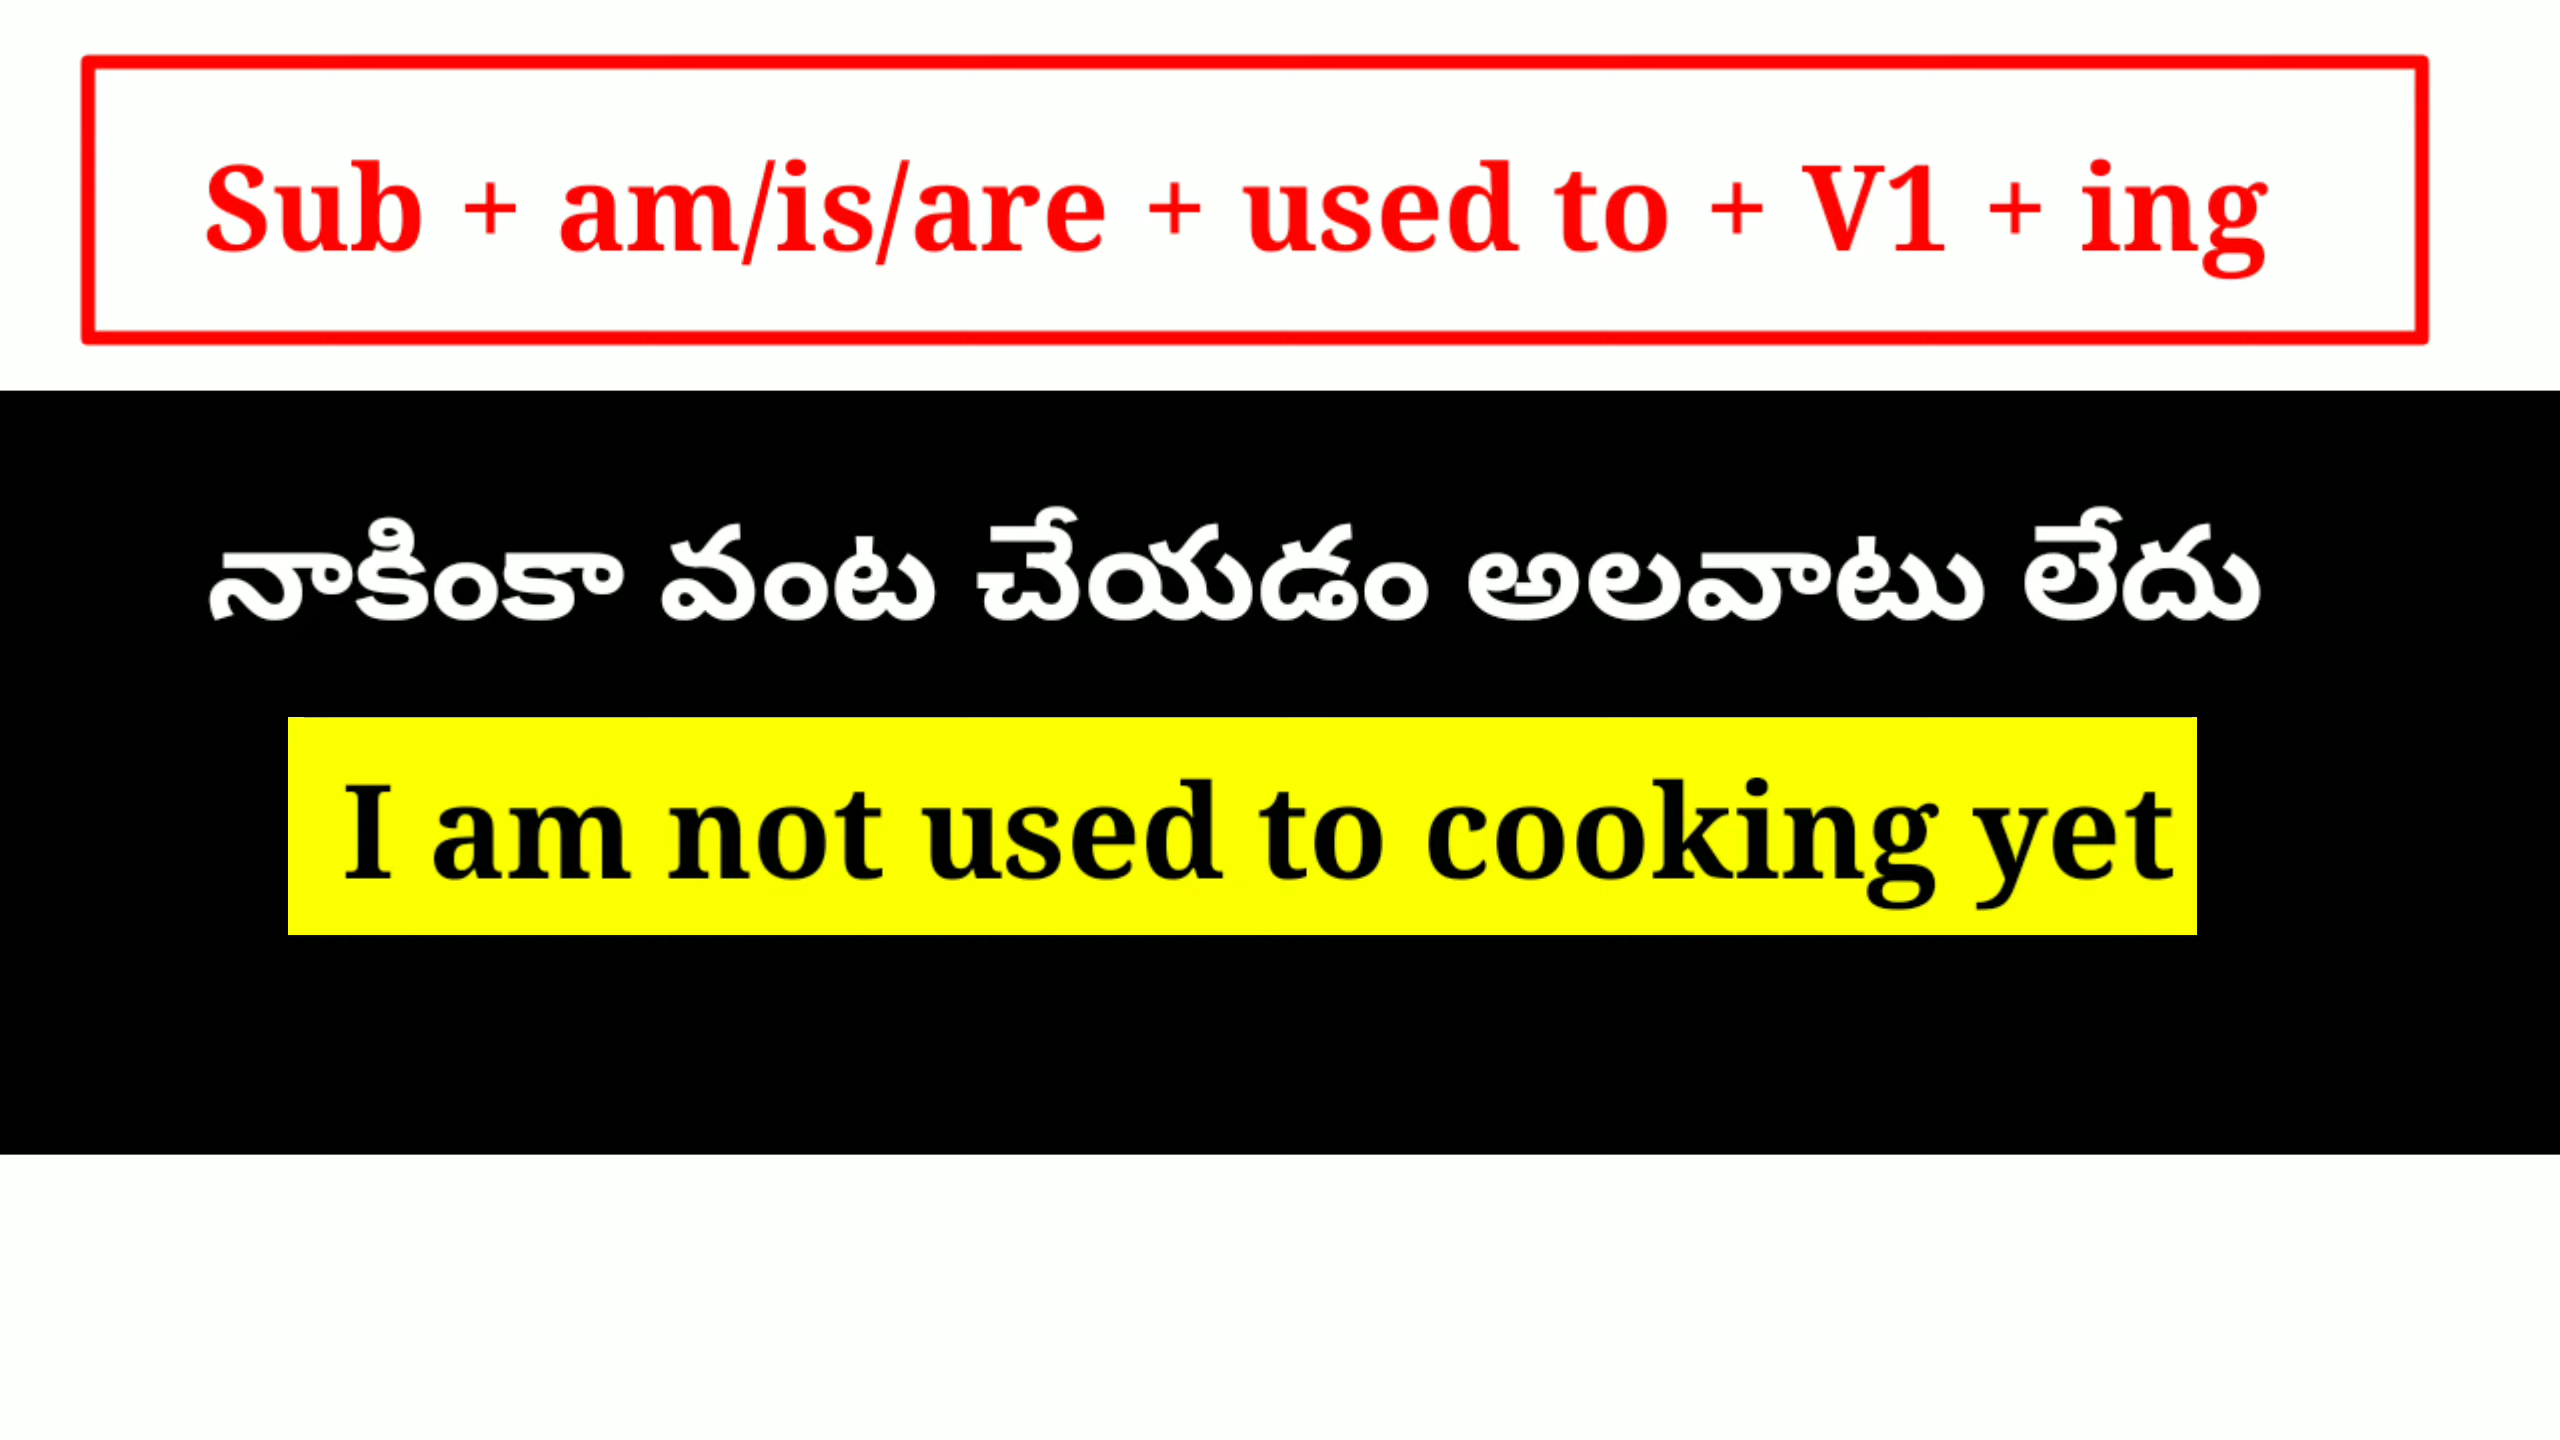 Sub + am/is/are + used to + V1 + ing
నాకింకా వంట చేయడం అలవాటు లేదు
I am not used to cooking yet